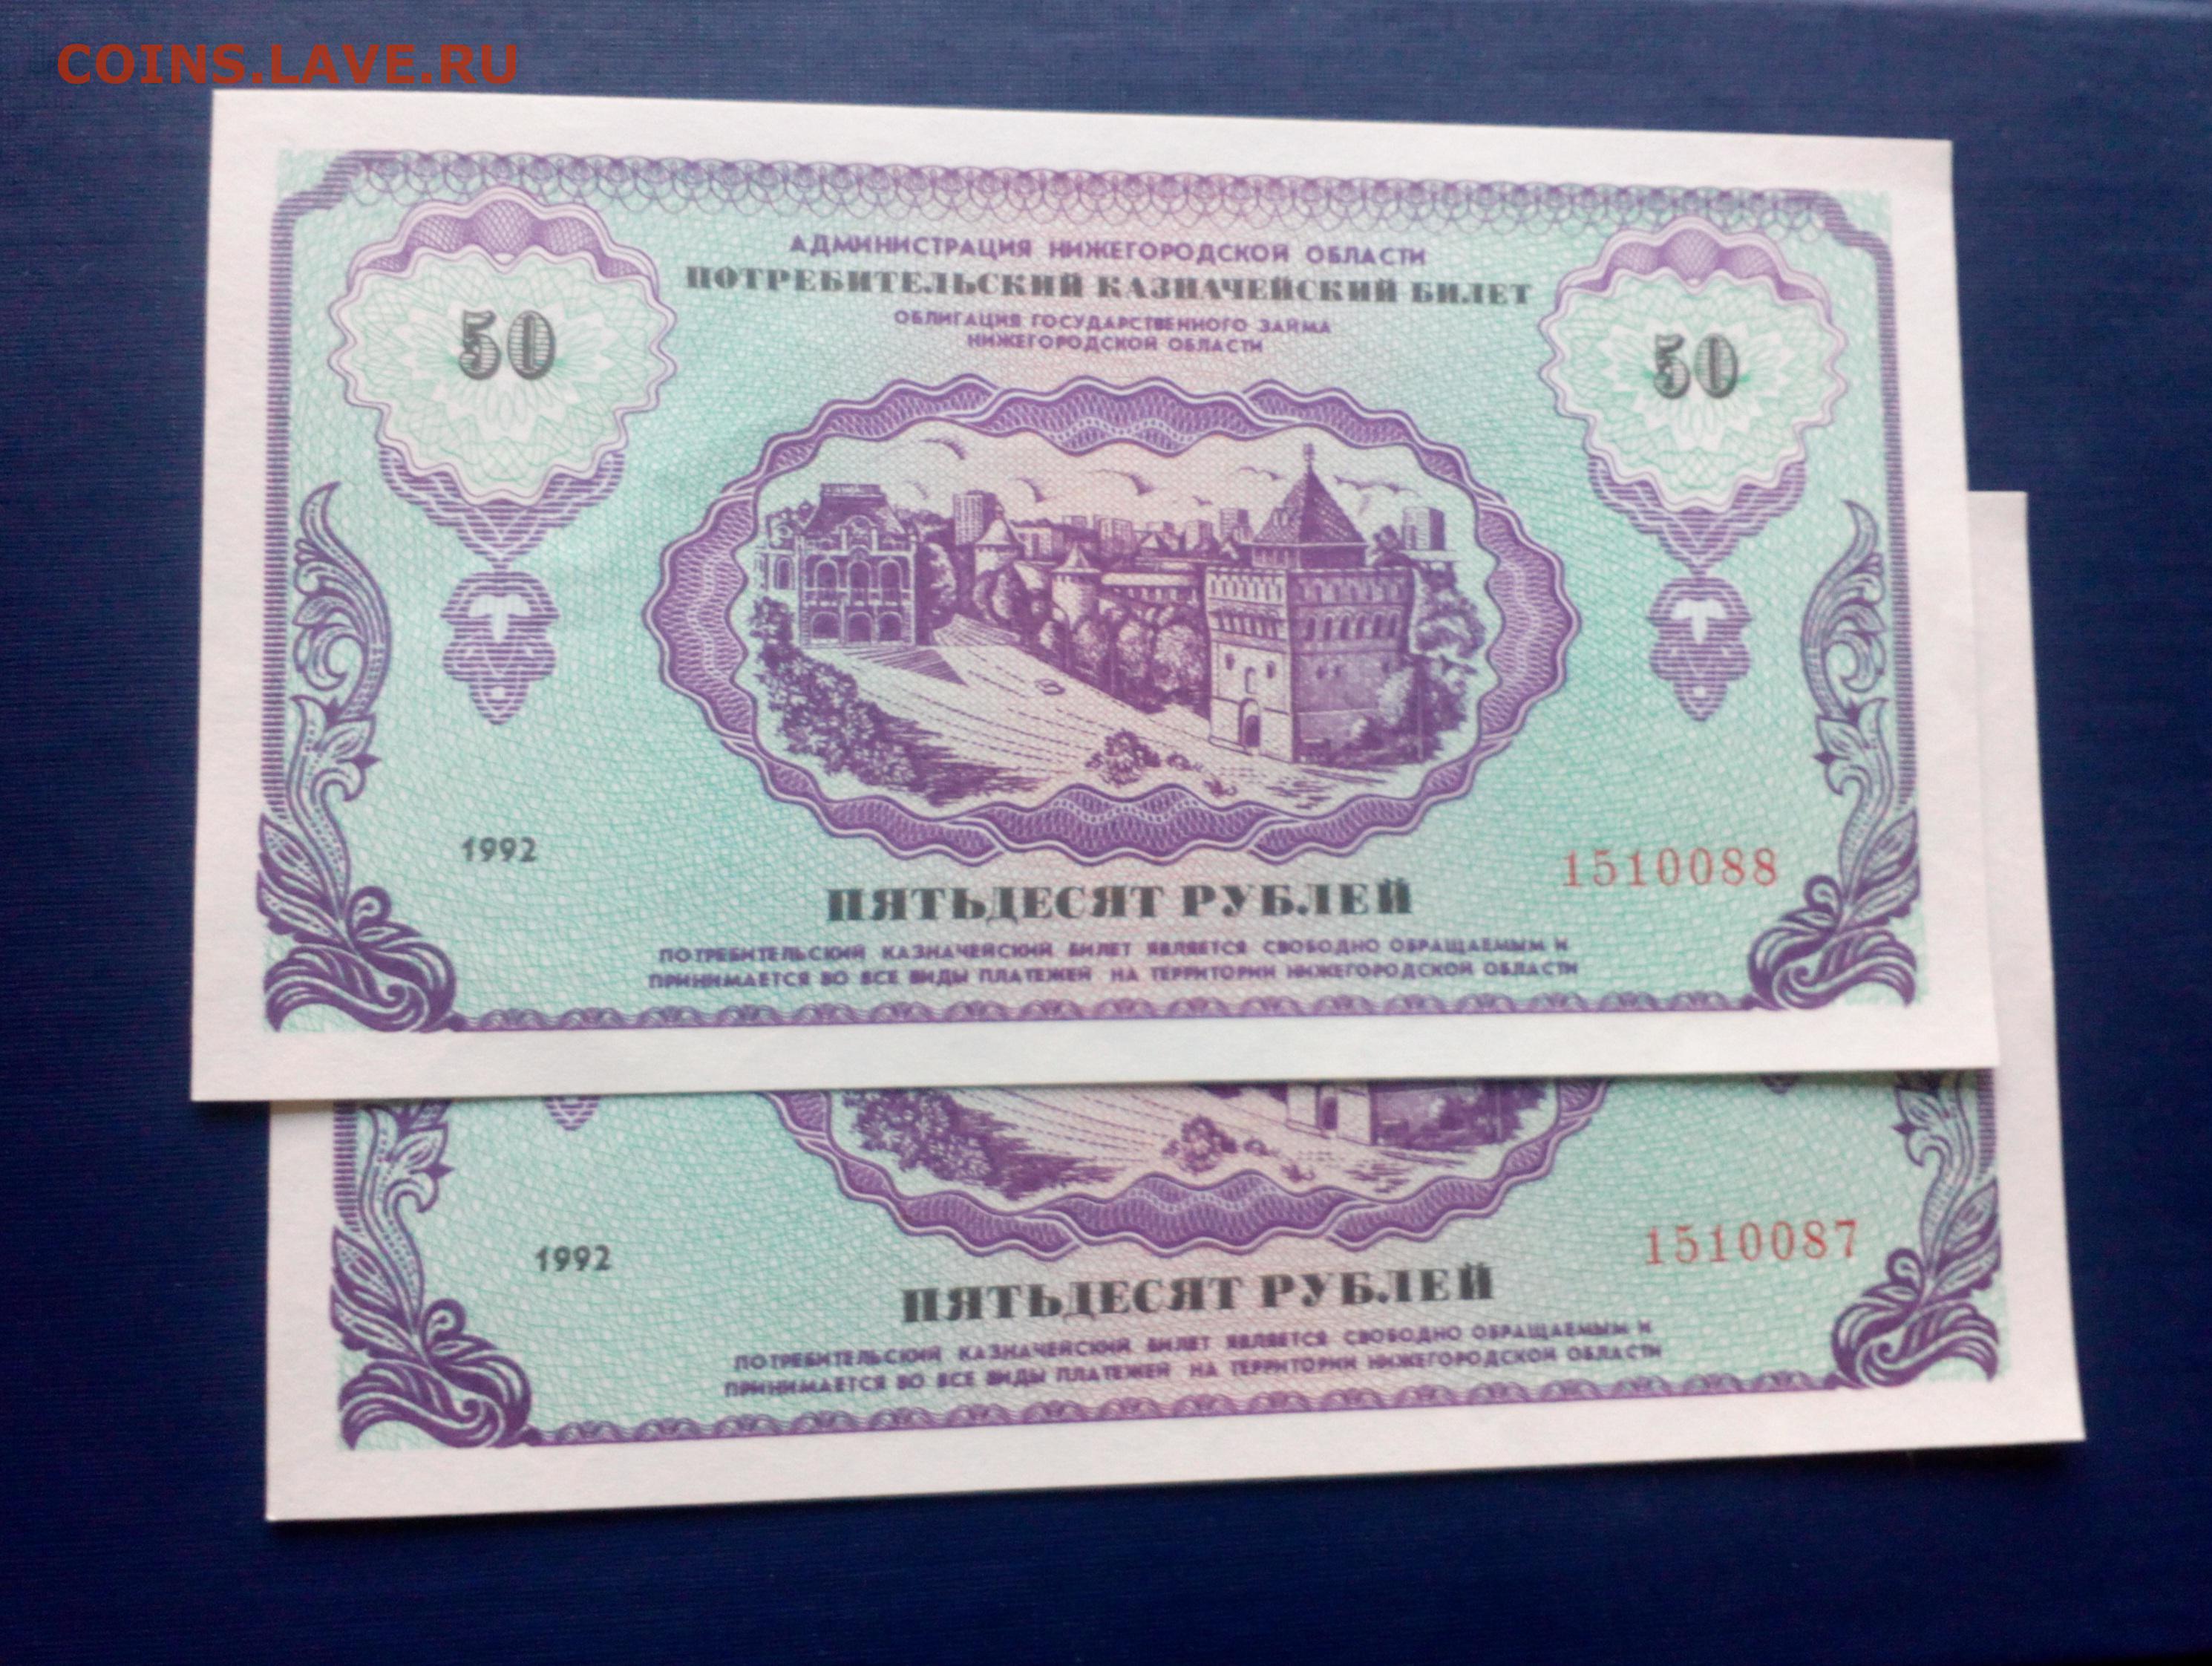 COINS.LAVE.RU
АДМИНИСТРАЦИЯ НИЖЕГОРОДСКОЙ ОБЛАСТИ
ПОТРЕБИТЕЛЬСКИЙ КАЗНАЧЕЙСКИЙ БИЛЕТ
ОБЛИГАЦИЯ ГОСУДАРСТВЕННОГО ЗАЙМА
НИЖЕГОРОДСКОЙ ОБЛАСТИ
50
50
1992
1510088
ПЯТЬДЕСЯТ РУБЛЕЙ
ПОТРЕБИТЕЛЬСКИЙ КАЗНАЧЕЙСКИЙ БИЛЕТ ЯВЛЯЕТСЯ СВОБОДНО ОБРАЩАЕМЫМ И
ПРИНИМАЕТСЯ ВО ВСЕ ВИДЫ ПЛАТЕЖЕЙ НА ТЕРРИТОРИИ НИЖЕГОРОДСКОЙ ОБЛАСТИ
1992
1510087
ПЯТЬДЕСЯТ РУБЛЕЙ
ПОТРЕБИТЕЛЬСКИЙ КАЗНАЧЕЙСКИЙ БИЛЕТ ЯВЛЯЕТСЯ СВОБОДНО ОБРАЩАЕМЫМ И
ПРИНИМАЕТСЯ ВО ВСЕ ВИДЫ ПЛАТЕЖЕЙ НА ТЕРРИТОРИИ НИЖЕГОРОДСКОЙ ОБЛАСТИ